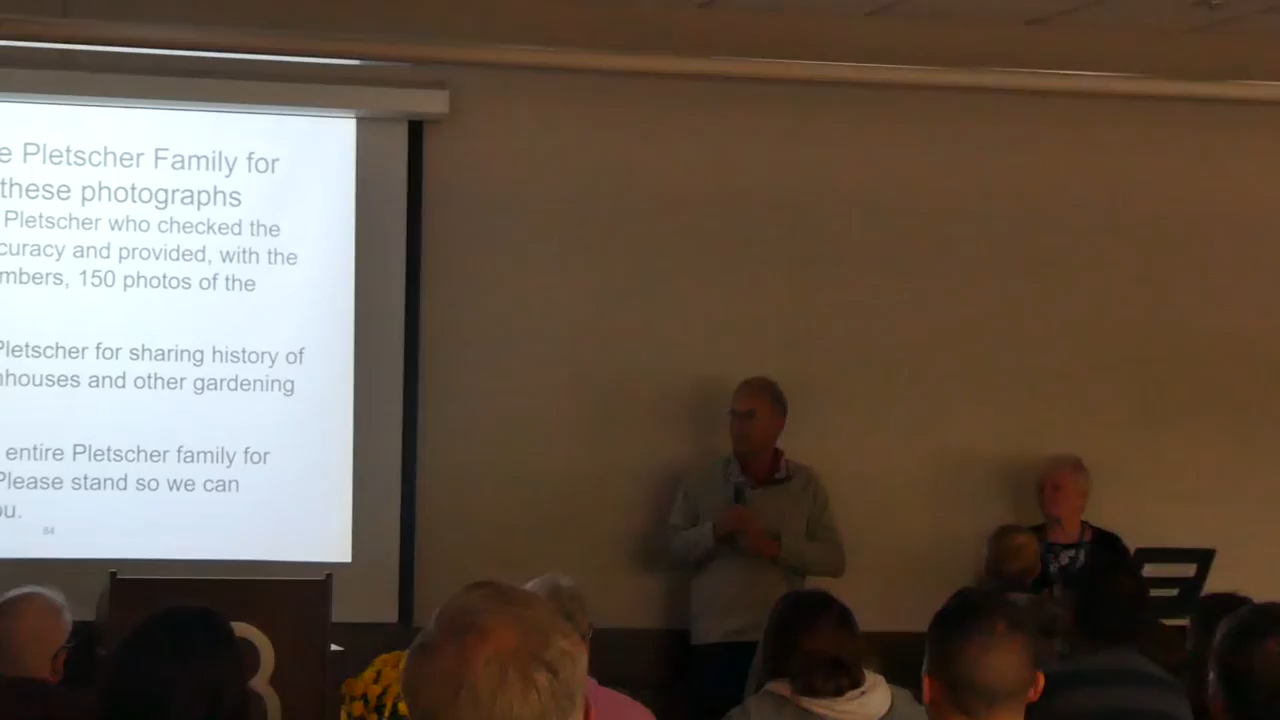 e Pletscher Family for
these photographs
Pletscher who checked the
curacy and provided, with the
mbers, 150 photos of the
Pletscher for sharing history of
nhouses and other gardening
entire Pletscher family for
Please stand so we can
ou.
84